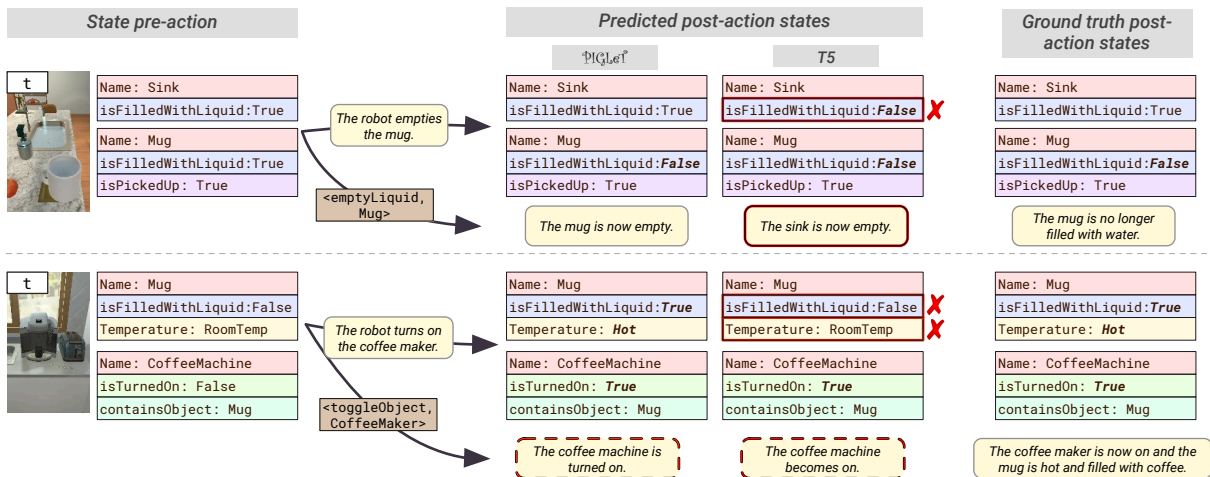 State pre-action
Predicted post-action states
Ground truth post-
action states
PIGLeT
T5
t
Name: Sink
isFilledWithLiquid:True
Name: Mug
isFilledWithLiquid:True
isPickedUp: True
The robot empties
the mug.
<emptyLiquid,
Mug>
Name: Sink
isFilledWithLiquid:True
Name: Mug
isFilledWithLiquid:False
isPickedUp: True
The mug is now empty.
Name: Sink
isFilledWithLiquid:False
Name: Mug
isFilledWithLiquid:False
isPickedUp: True
The sink is now empty.
Name: Sink
isFilledWithLiquid:True
Name: Mug
isFilledWithLiquid:False
isPickedUp: True
The mug is no longer
filled with water.
t
Name: Mug
isFilledWithLiquid:False
Temperature: RoomTemp
Name: CoffeeMachine
isTurnedOn: False
containsObject: Mug
The robot turns on
the coffee maker.
<toggleObject,
CoffeeMaker>
Name: Mug
isFilledWithLiquid:True
Temperature: Hot
Name: CoffeeMachine
isTurnedOn: True
containsObject: Mug
The coffee machine is
turned on.
Name: Mug
isFilledWithLiquid:False
Temperature: RoomTemp
Name: CoffeeMachine
isTurnedOn: True
containsObject: Mug
The coffee machine
becomes on.
Name: Mug
isFilledWithLiquid:True
Temperature: Hot
Name: CoffeeMachine
isTurnedOn: True
containsObject: Mug
The coffee maker is now on and the
mug is hot and filled with coffee.